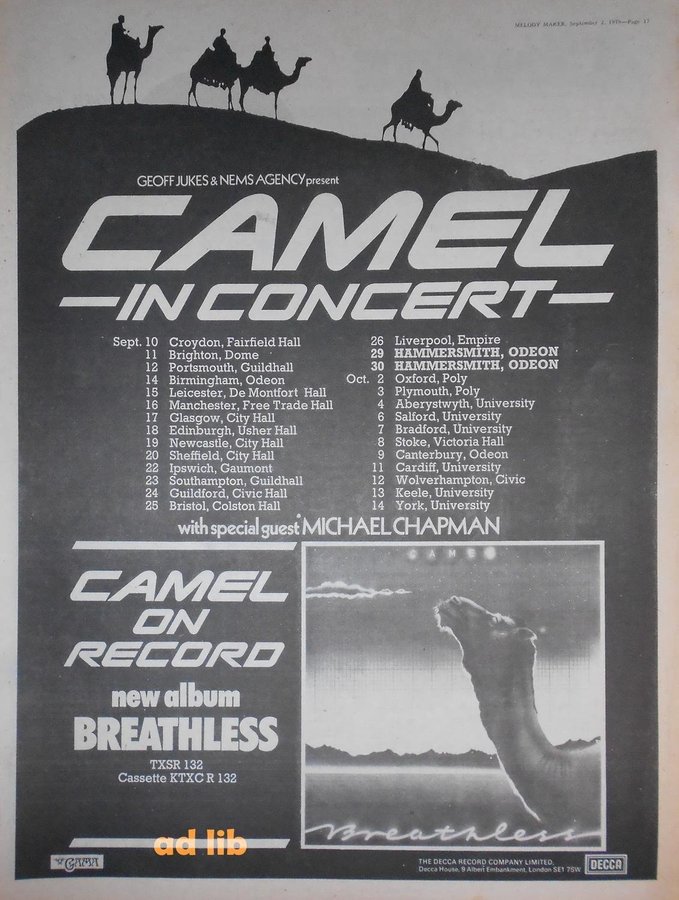 MELODY MAKER, September 2, 1978—Page 13
GEOFF JUKES & NEMS AGENCY present
CAMEL
—IN CONCERT—
Sept. 10 Croydon, Fairfield Hall
11 Brighton, Dome
12 Portsmouth, Guildhall
14 Birmingham, Odeon
15 Leicester, De Montfort Hall
16 Manchester, Free Trade Hall
17 Glasgow, City Hall
18 Edinburgh, Usher Hall
19 Newcastle, City Hall
20 Sheffield, City Hall
22 Ipswich, Gaumont
23 Southampton, Guildhall
24 Guildford, Civic Hall
25 Bristol, Colston Hall
26 Liverpool, Empire
29 HAMMERSMITH, ODEON
30 HAMMERSMITH, ODEON
Oct. 2 Oxford, Poly
3 Plymouth, Poly
4 Aberystwyth, University
6 Salford, University
7 Bradford, University
8 Stoke, Victoria Hall
9 Canterbury, Odeon
11 Cardiff, University
12 Wolverhampton, Civic
13 Keele, University
14 York, University
with special guest MICHAEL CHAPMAN
CAMEL
ON
RECORD
new album
BREATHLESS
TXSR 132
Cassette KTXC R 132
CAMEL
Breathless
ad lib
GAMA
THE DECCA RECORD COMPANY LIMITED,
Decca House, 9 Albert Embankment, London SE1 7SW
DECCA